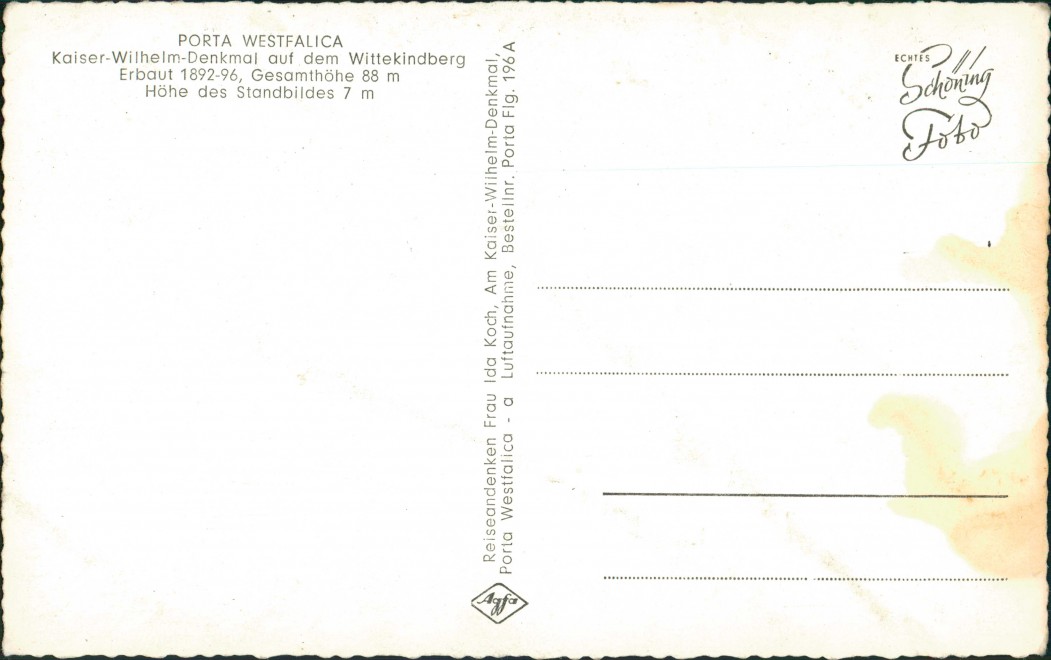 PORTA WESTFALICA
Kaiser-Wilhelm-Denkmal auf dem Wittekindberg
Erbaut 1892-96, Gesamthöhe 88 m
Höhe des Standbildes 7 m
Reiseandenken Frau Ida Koch, Am Kaiser-Wilhelm-Denkmal,
Porta Westfalica - a Luftaufnahme, Bestellnr. Porta Flg. 196 A
Agfa
ECHTES
Schöning
Foto